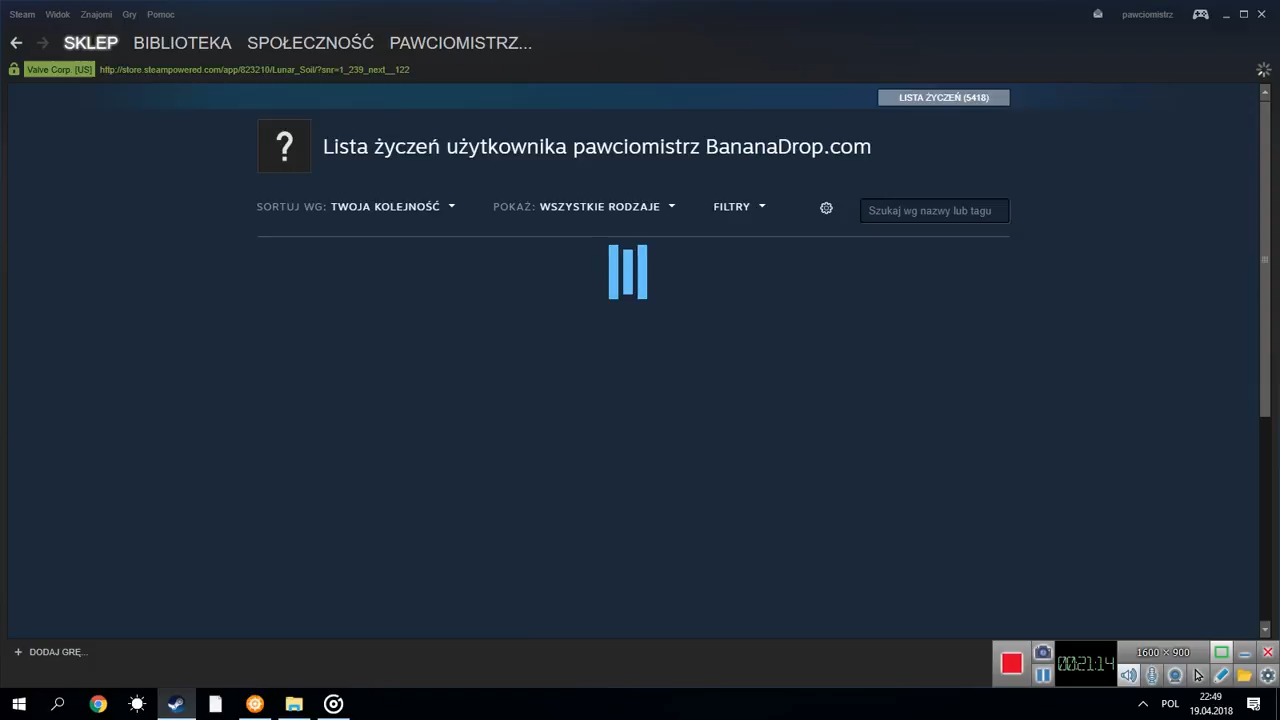 Steam Widok Znajomi Gry Pomoc pawciomistrz
SKLEP BIBLIOTEKA SPOŁECZNOŚĆ PAWCIOMISTRZ...
Valve Corp. [US] http://store.steampowered.com/app/823210/Lunar_Soil/?snr=1_239_next__122
LISTA ŻYCZEŃ (5418)
? Lista życzeń użytkownika pawciomistrz BananaDrop.com
SORTUJ WG: TWOJA KOLEJNOŚĆ POKAŻ: WSZYSTKIE RODZAJE FILTRY Szukaj wg nazwy lub tagu
+ DODAJ GRĘ...
00:21:14 1600 × 900
POL 22:49
19.04.2018